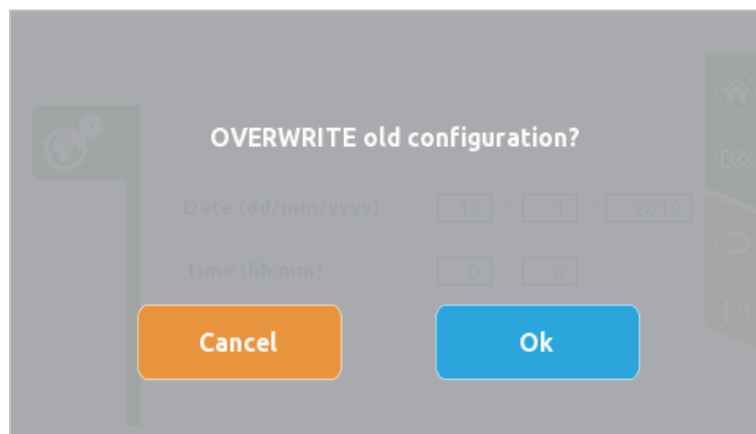 OVERWRITE old configuration?
Date (dd/mm/yyyy) 12 / 1 / 2019
Time (hh:mm) 0 : 0
Cancel Ok